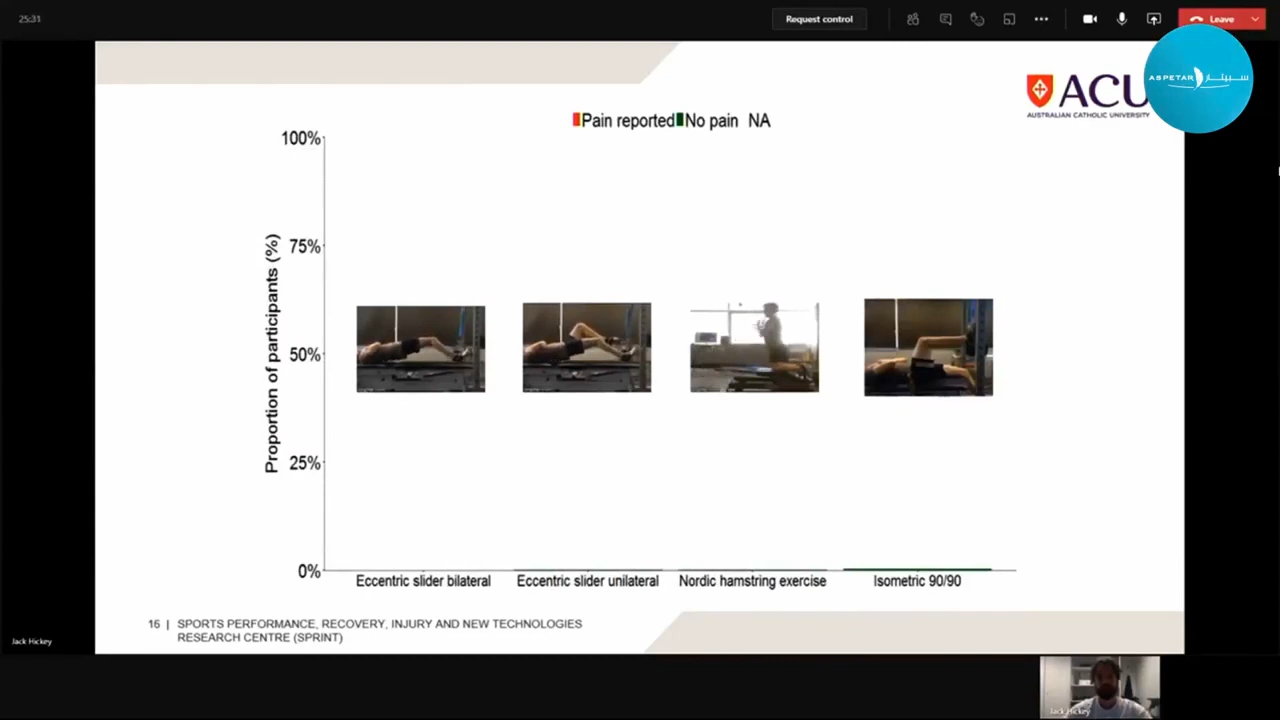 25:31
Request control
Leave
ASPETAR سبيتار
ACU
AUSTRALIAN CATHOLIC UNIVERSITY
Pain reported No pain NA
100%
75%
50%
25%
0%
Proportion of participants (%)
Eccentric slider bilateral
Eccentric slider unilateral
Nordic hamstring exercise
Isometric 90/90
16 | SPORTS PERFORMANCE, RECOVERY, INJURY AND NEW TECHNOLOGIES
RESEARCH CENTRE (SPRINT)
Jack Hickey
Jack Hickey